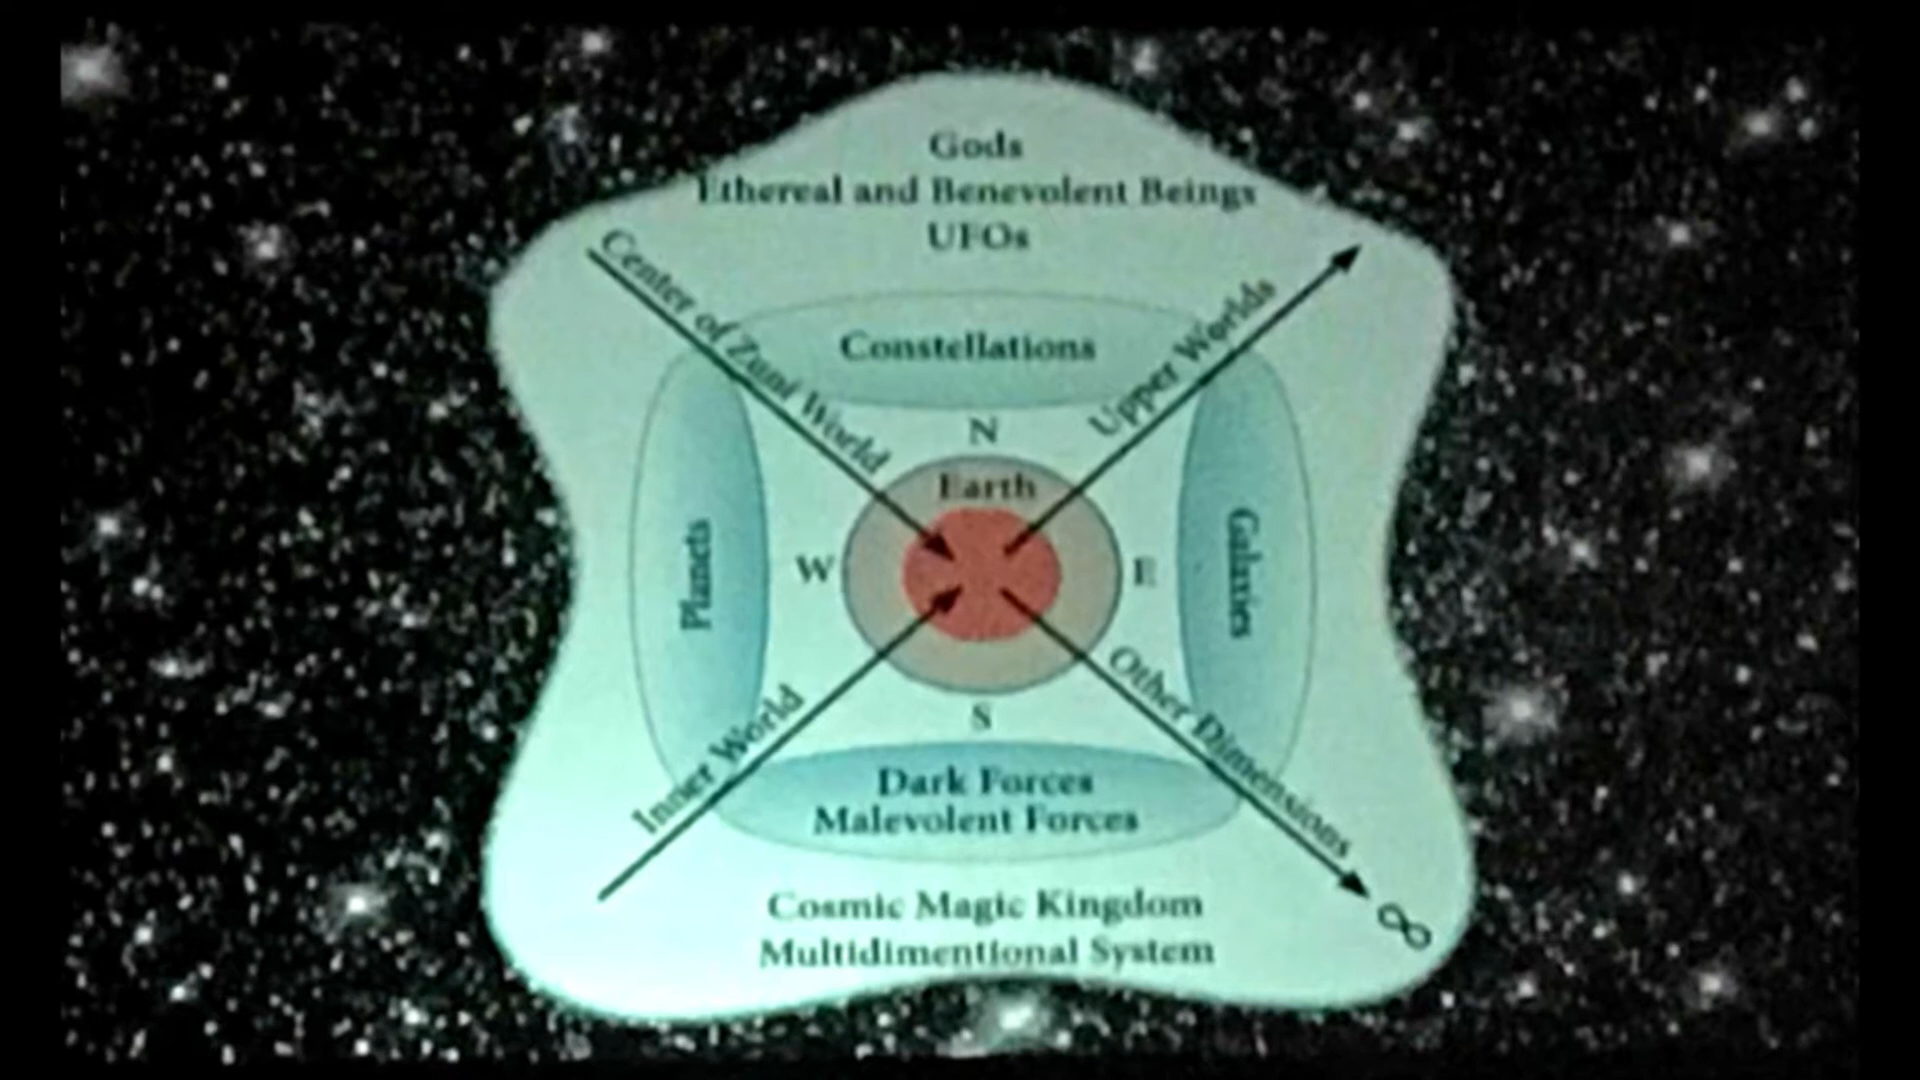 Gods
Ethereal and Benevolent Beings
UFOs
Center of Zuni World
Upper Worlds
Constellations
N
Earth
Planets
W
E
Galaxies
S
Inner World
Other Dimensions
Dark Forces
Malevolent Forces
Cosmic Magic Kingdom
Multidimentional System
∞